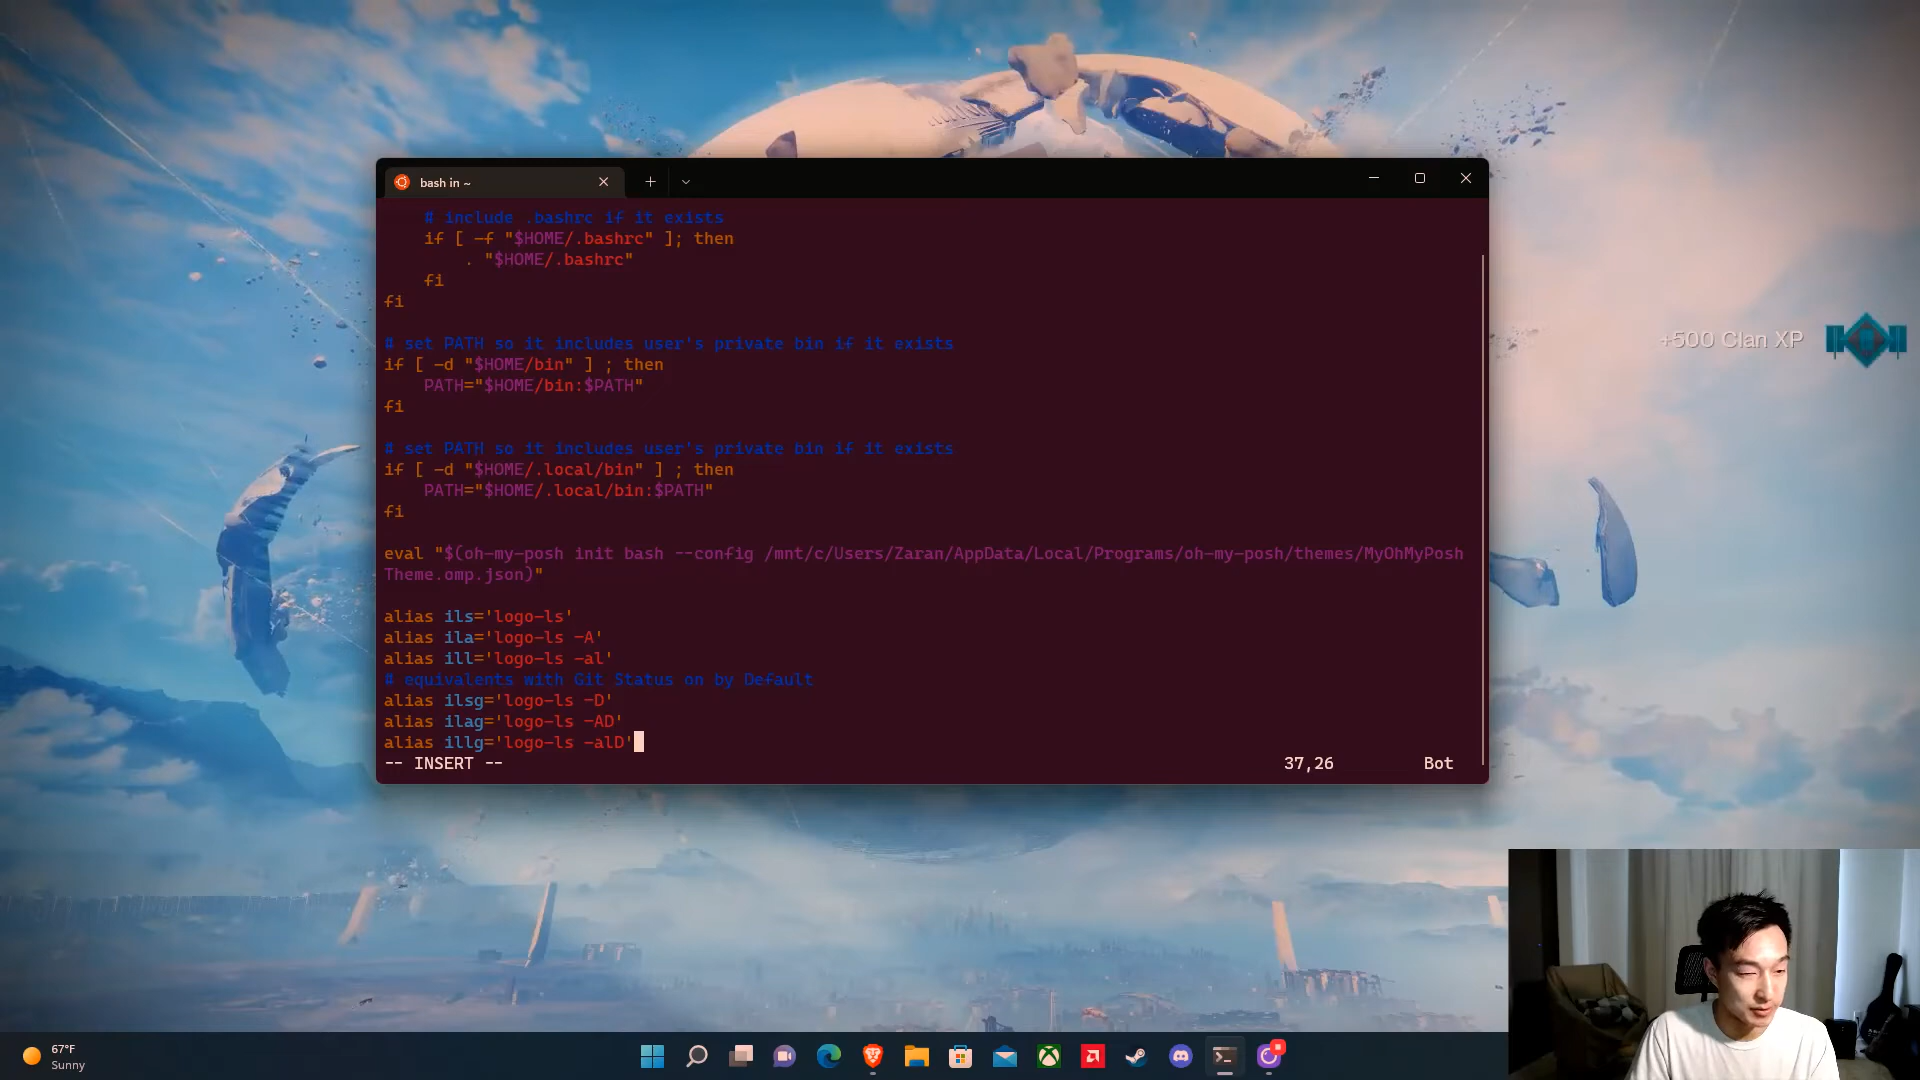 bash in ~
# include .bashrc if it exists
if [ -f "$HOME/.bashrc" ]; then
. "$HOME/.bashrc"
fi
fi
# set PATH so it includes user's private bin if it exists
if [ -d "$HOME/bin" ] ; then
PATH="$HOME/bin:$PATH"
fi
# set PATH so it includes user's private bin if it exists
if [ -d "$HOME/.local/bin" ] ; then
PATH="$HOME/.local/bin:$PATH"
fi
eval "$(oh-my-posh init bash --config /mnt/c/Users/Zaran/AppData/Local/Programs/oh-my-posh/themes/MyOhMyPosh
Theme.omp.json)"
alias ils='logo-ls'
alias ila='logo-ls -A'
alias ill='logo-ls -al'
# equivalents with Git Status on by Default
alias ilsg='logo-ls -D'
alias ilag='logo-ls -AD'
alias illg='logo-ls -alD'
-- INSERT --
37,26
Bot
+500 Clan XP
67°F
Sunny